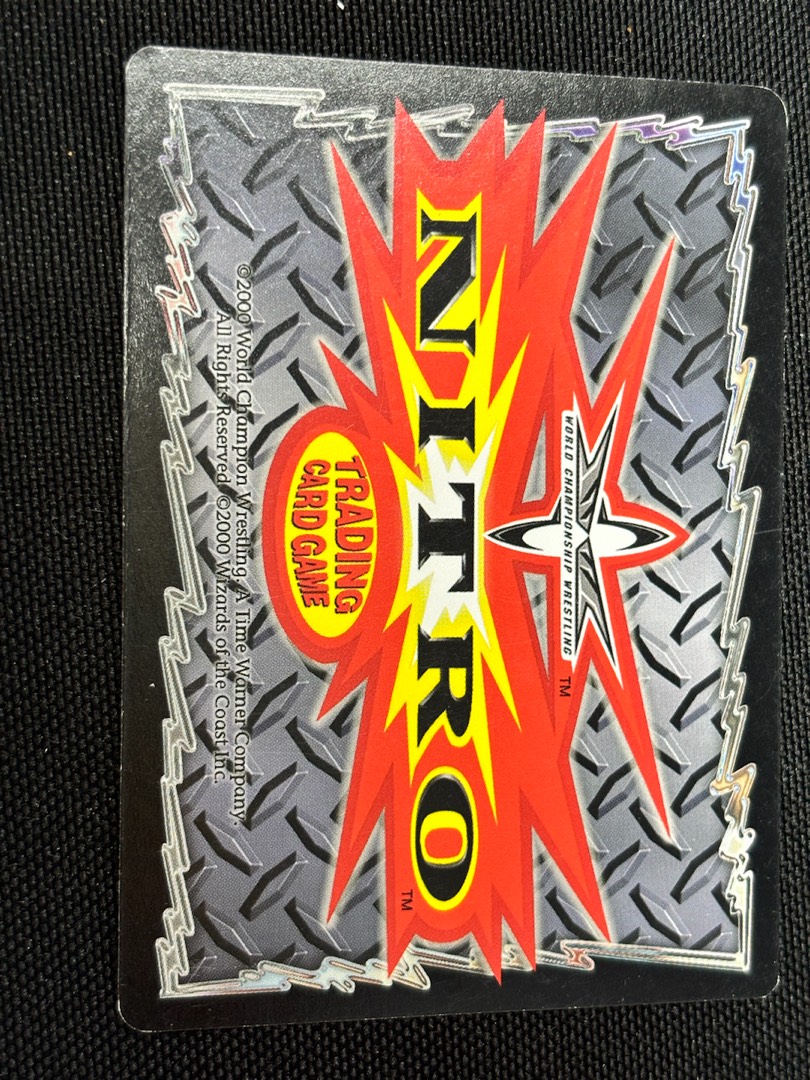 WORLD CHAMPIONSHIP WRESTLING
TM
NITRO
TM
TRADING
CARD GAME
©2000 World Champion Wrestling, A Time Warner Company.
All Rights Reserved. ©2000 Wizards of the Coast Inc.